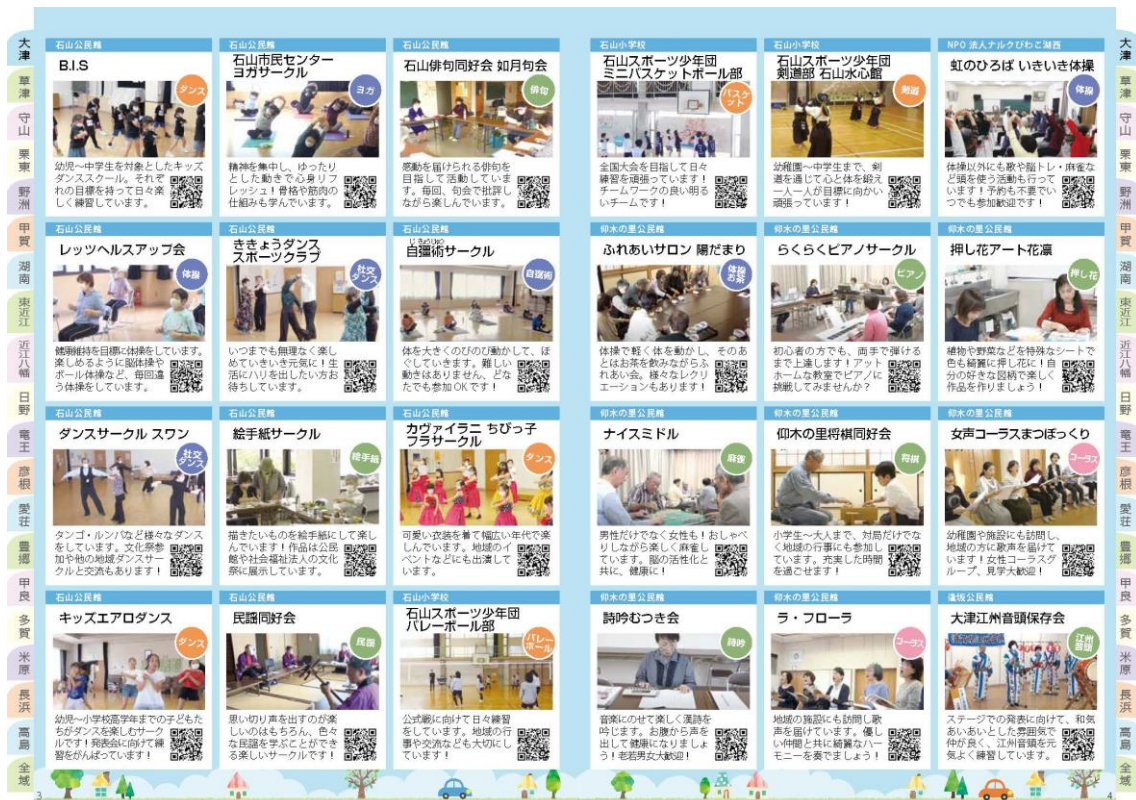 大津
草津
守山
栗東
野洲
甲賀
湖南
東近江
近江八幡
日野
竜王
彦根
愛荘
豊郷
甲良
多賀
米原
長浜
高島
全域
石山公民館
B.I.S
ダンス
幼児〜中学生を対象としたキッズ
ダンススクール。それぞ
れの目標を持って日々楽
しく練習しています。
石山公民館
石山市民センター
ヨガサークル
ヨガ
精神を集中し、ゆったり
とした動きで心身リフ
レッシュ！骨格や筋肉の
仕組みも学んでいます。
石山公民館
石山俳句同好会 如月句会
俳句
感動を届けられる俳句を
目指して活動していま
す。毎回、句会で批評し
ながら楽しんでいます。
石山公民館
レッツヘルスアップ会
体操
健康維持を目標に体操をしています。
楽しめるように脳体操や
ボール体操など、毎回違
う体操をしています。
石山公民館
ききょうダンス
スポーツクラブ
社交
ダンス
いつまでも無理なく楽し
めていきいき元気に！生
活にハリを出したい方お
待ちしています。
石山公民館
じきょうじゅつ
自彊術サークル
自彊術
体を大きくのびのび動かして、ほ
ぐしていきます。難しい
動きはありません、どな
たでも参加OKです！
石山公民館
ダンスサークル スワン
社交
ダンス
タンゴ・ルンバなど様々なダンス
をしています。文化祭参
加や他の地域ダンスサー
クルと交流もあります！
石山公民館
絵手紙サークル
絵手紙
描きたいものを絵手紙にして楽し
んでいます！作品は公民
館や社会福祉法人の文化
祭に展示しています。
石山公民館
カヴァイラニ ちびっ子
フラサークル
ダンス
可愛い衣装を着て幅広い年代で楽
しんでいます。地域のイ
ベントなどにも出演して
います。
石山公民館
キッズエアロダンス
ダンス
幼児〜小学校高学年までの子どもた
ちがダンスを楽しむサーク
ルです！発表会に向けて練
習をがんばっています！
石山公民館
民謡同好会
民謡
思い切り声を出すのが楽
しいのはもちろん、色々
な民謡を学ぶことができ
る楽しいサークルです！
石山小学校
石山スポーツ少年団
バレーボール部
バレー
ボール
公式戦に向けて日々練習
をしています。地域の行
事や交流なども大切にし
ています！
3
石山小学校
石山スポーツ少年団
ミニバスケットボール部
バスケ
ット
全国大会を目指して日々
練習を頑張っています！
チームワークの良い明る
いチームです！
石山小学校
石山スポーツ少年団
剣道部 石山水心館
剣道
幼稚園〜中学生まで、剣
道を通じて心と体を鍛え
一人一人が目標に向かい
頑張っています！
NPO 法人ナルクびわこ湖西
虹のひろば いきいき体操
体操
体操以外にも歌や脳トレ・麻雀な
ど頭を使う活動も行って
います！予約も不要でい
つでも参加歓迎です！
仰木の里公民館
ふれあいサロン 陽だまり
体操
お茶
体操で軽く体を動かし、そのあ
とはお茶を飲みながらふ
れあい会。様々なレクリ
エーションもあります！
仰木の里公民館
らくらくピアノサークル
ピアノ
初心者の方でも、両手で弾ける
まで上達します！アット
ホームな教室でピアノに
挑戦してみませんか？
仰木の里公民館
押し花アート花凛
押し花
植物や野菜などを特殊なシートで
色も綺麗に押し花に！自
分の好きな図柄で楽しく
作品を作りましょう！
仰木の里公民館
ナイスミドル
麻雀
男性だけでなく女性も！おしゃべ
りしながら楽しく麻雀し
ています。脳の活性化と
共に、健康に！
仰木の里公民館
仰木の里将棋同好会
将棋
小学生〜大人まで、対局だけでな
く地域の行事にも参加し
ています。充実した時間
を過ごせます！
仰木の里公民館
女声コーラスまつぼっくり
コーラス
幼稚園や施設にも訪問し、
地域の方に歌声を届けて
います！女性コーラスグ
ループ、見学大歓迎！
仰木の里公民館
詩吟むつき会
詩吟
音楽にのせて楽しく漢詩を
吟じます。お腹から声を
出して健康になりましょ
う！老若男女大歓迎！
仰木の里公民館
ラ・フローラ
コーラス
地域の施設にも訪問し歌
声を届けています。優し
い仲間と共に綺麗なハー
モニーを奏でましょう！
逢坂公民館
大津江州音頭保存会
江州
音頭
ステージでの発表に向けて、和気
あいあいとした雰囲気で
仲が良く、江州音頭を元
気よく練習しています。
4
大津
草津
守山
栗東
野洲
甲賀
湖南
東近江
近江八幡
日野
竜王
彦根
愛荘
豊郷
甲良
多賀
米原
長浜
高島
全域